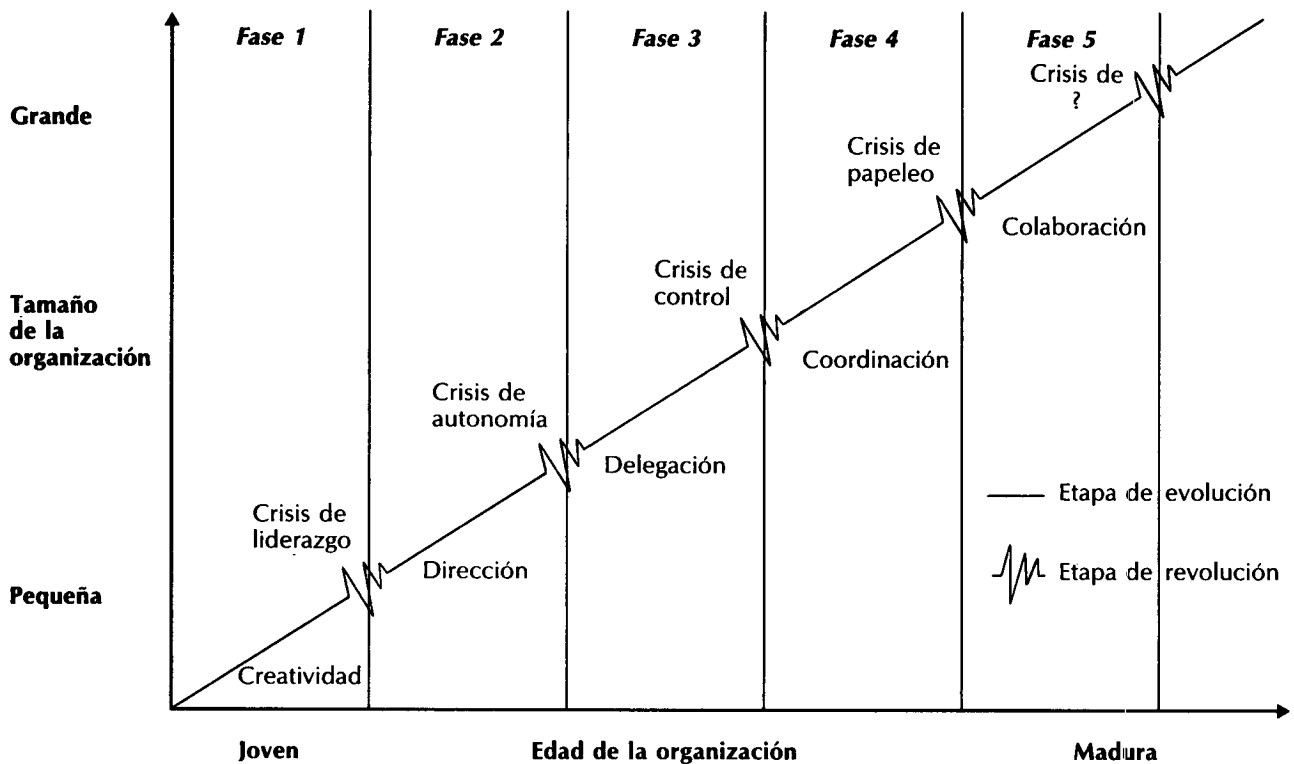 Fase 1
Fase 2
Fase 3
Fase 4
Fase 5
Crisis de
?
Grande
Crisis de
papeleo
Colaboración
Crisis de
control
Tamaño
de la
organización
Coordinación
Crisis de
autonomía
Delegación
Etapa de evolución
Crisis de
liderazgo
Dirección
Etapa de revolución
Pequeña
Creatividad
Joven
Edad de la organización
Madura